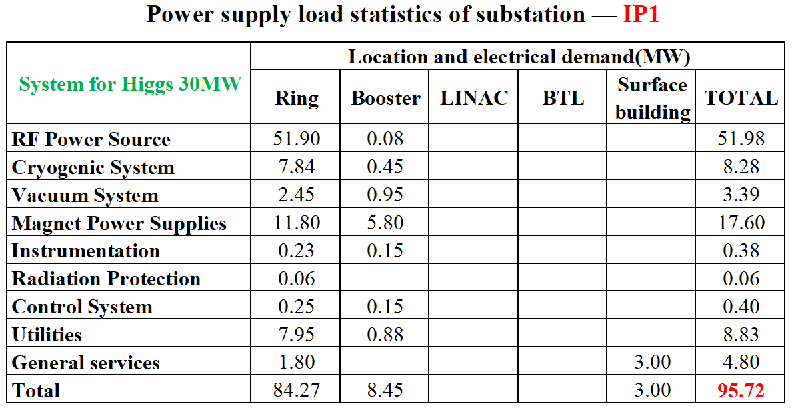 Power supply load statistics of substation — IP1
System for Higgs 30MW
Location and electrical demand(MW)
Ring Booster LINAC BTL Surface building TOTAL
RF Power Source 51.90 0.08 51.98
Cryogenic System 7.84 0.45 8.28
Vacuum System 2.45 0.95 3.39
Magnet Power Supplies 11.80 5.80 17.60
Instrumentation 0.23 0.15 0.38
Radiation Protection 0.06 0.06
Control System 0.25 0.15 0.40
Utilities 7.95 0.88 8.83
General services 1.80 3.00 4.80
Total 84.27 8.45 3.00 95.72